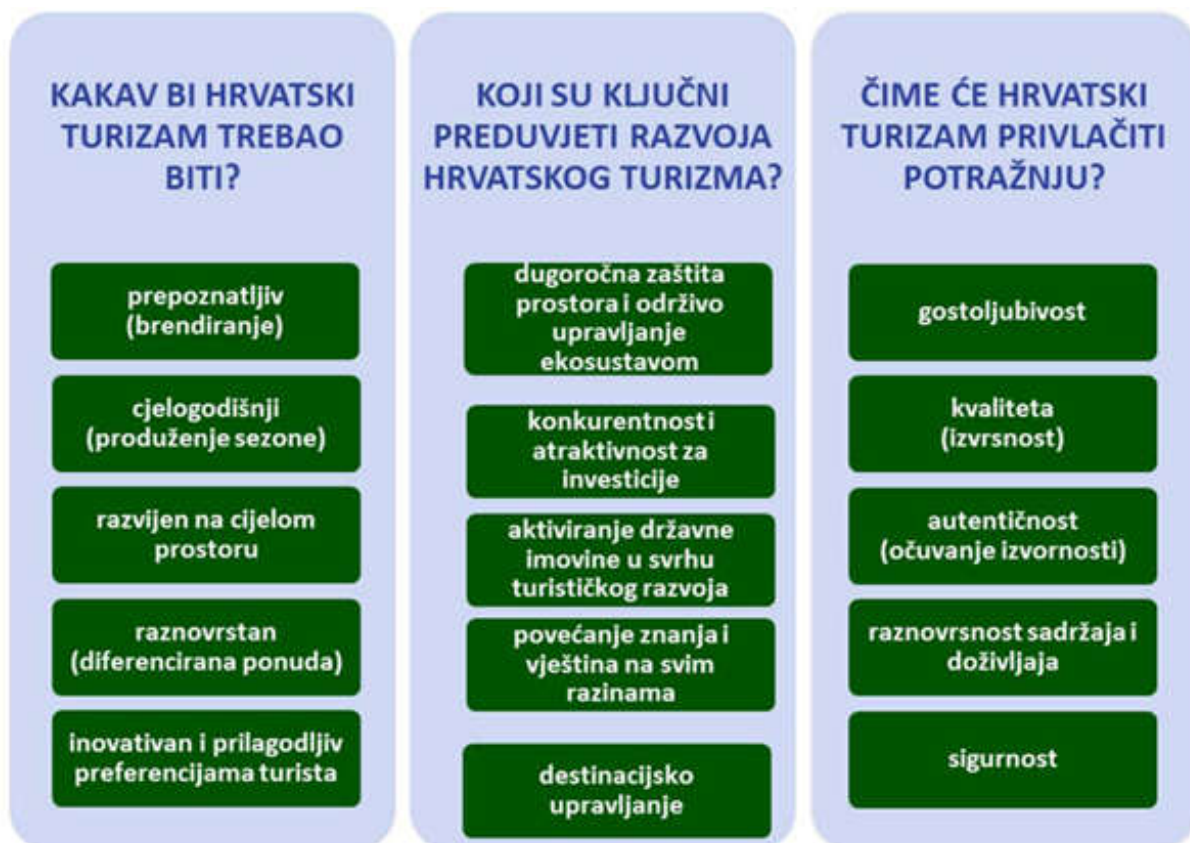 KAKAV BI HRVATSKI
TURIZAM TREBAO
BITI?
prepoznatljiv
(brendiranje)
cjelogodišnji
(produženje sezone)
razvijen na cijelom
prostoru
raznovrstan
(diferencirana ponuda)
inovativan i prilagodljiv
preferencijama turista
KOJI SU KLJUČNI
PREDUVJETI RAZVOJA
HRVATSKOG TURIZMA?
dugoročna zaštita
prostora i održivo
upravljanje
ekosustavom
konkurentnost i
atraktivnost za
investicije
aktiviranje državne
imovine u svrhu
turističkog razvoja
povećanje znanja i
vještina na svim
razinama
destinacijsko
upravljanje
ČIME ĆE HRVATSKI
TURIZAM PRIVLAČITI
POTRAŽNJU?
gostoljubivost
kvaliteta
(izvrsnost)
autentičnost
(očuvanje izvornosti)
raznovrsnost sadržaja i
doživljaja
sigurnost